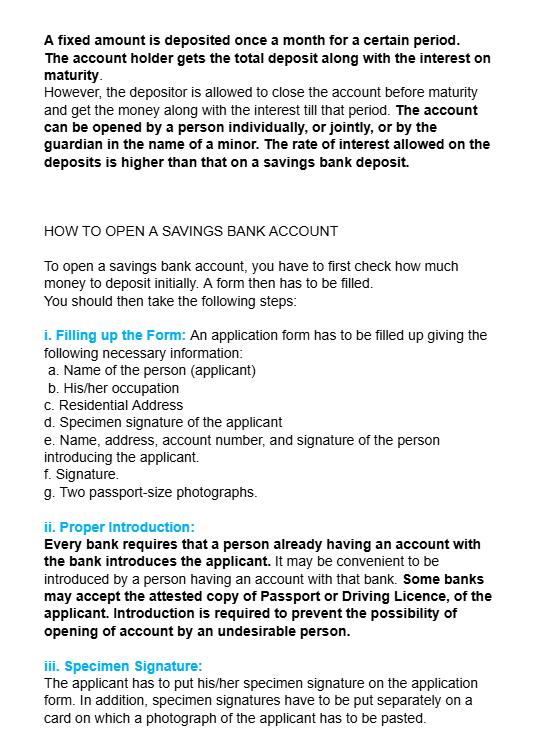 A fixed amount is deposited once a month for a certain period.
The account holder gets the total deposit along with the interest on
maturity.
However, the depositor is allowed to close the account before maturity
and get the money along with the interest till that period. The account
can be opened by a person individually, or jointly, or by the
guardian in the name of a minor. The rate of interest allowed on the
deposits is higher than that on a savings bank deposit.
HOW TO OPEN A SAVINGS BANK ACCOUNT
To open a savings bank account, you have to first check how much
money to deposit initially. A form then has to be filled.
You should then take the following steps:
i. Filling up the Form: An application form has to be filled up giving the
following necessary information:
a. Name of the person (applicant)
b. His/her occupation
c. Residential Address
d. Specimen signature of the applicant
e. Name, address, account number, and signature of the person
introducing the applicant.
f. Signature.
g. Two passport-size photographs.
ii. Proper Introduction:
Every bank requires that a person already having an account with
the bank introduces the applicant. It may be convenient to be
introduced by a person having an account with that bank. Some banks
may accept the attested copy of Passport or Driving Licence, of the
applicant. Introduction is required to prevent the possibility of
opening of account by an undesirable person.
iii. Specimen Signature:
The applicant has to put his/her specimen signature on the application
form. In addition, specimen signatures have to be put separately on a
card on which a photograph of the applicant has to be pasted.